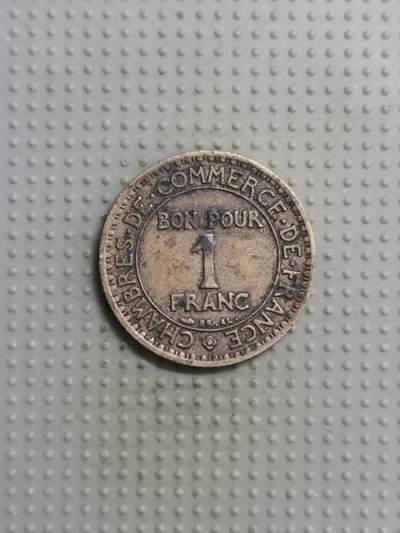 CHAMBRES·DE·COMMERCE·DE·FRANCE
BON POUR
1
FRANC